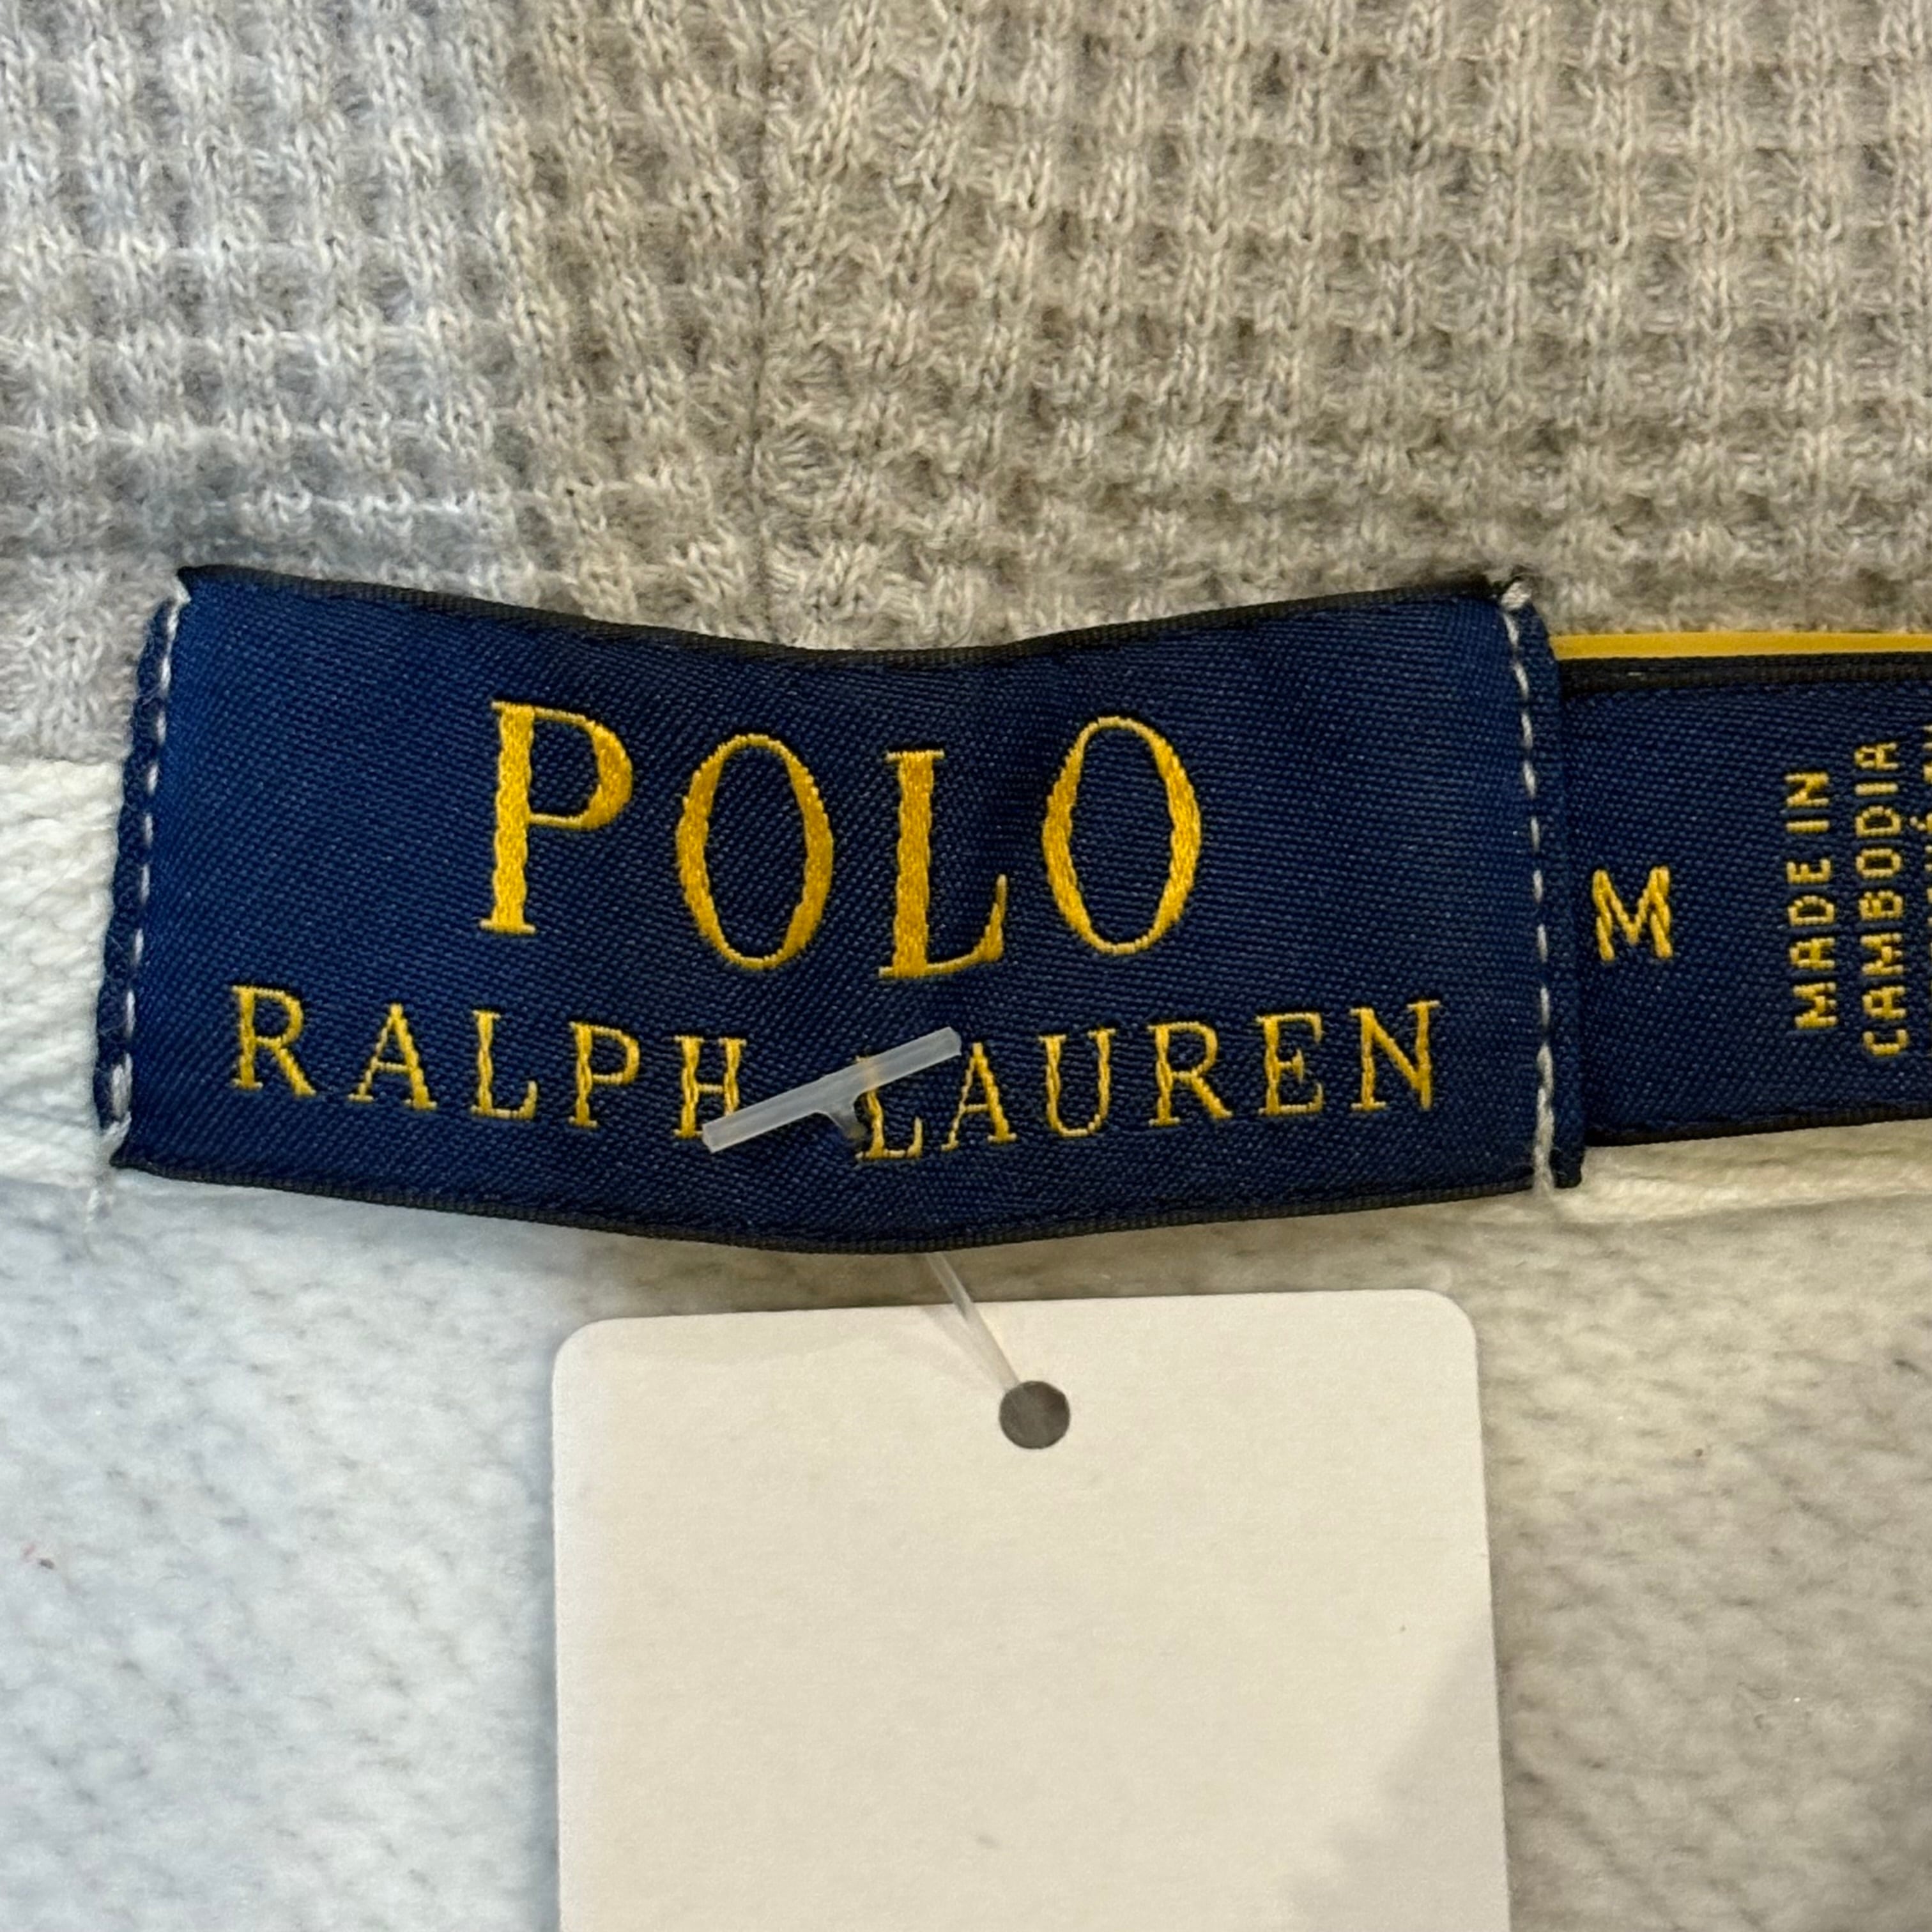 POLO
RALPH LAUREN
M
MADE IN
CAMBODIA